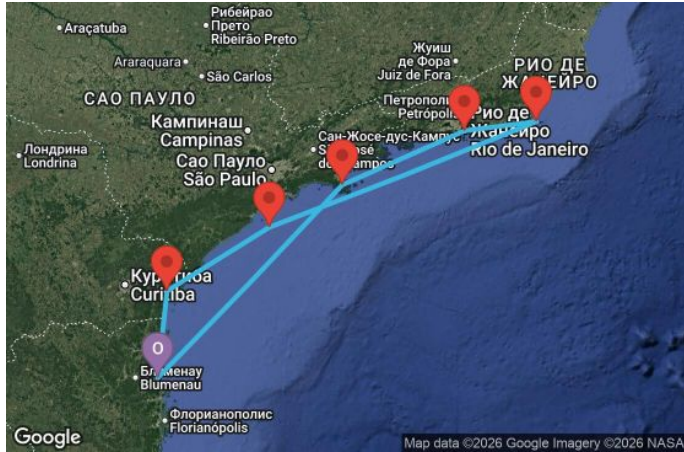 Araçatuba
Рибейрао
Прето
Ribeirão Preto
Araraquara
São Carlos
Жуиш
де Фора
Juiz de Fora
РИО ДЕ
ЖАНЕЙРО
САО ПАУЛО
Кампинаш
Campinas
Петрополи
Petrópolis
Рио де
Жанейро
Rio de Janeiro
Лондрина
Londrina
Сан-Жосе-дус-Кампус
São José
dos Campos
Сао Пауло
São Paulo
Curitiba
Blumenau
O
Флорианополис
Florianópolis
Google
Map data ©2026 Google Imagery ©2026 NASA